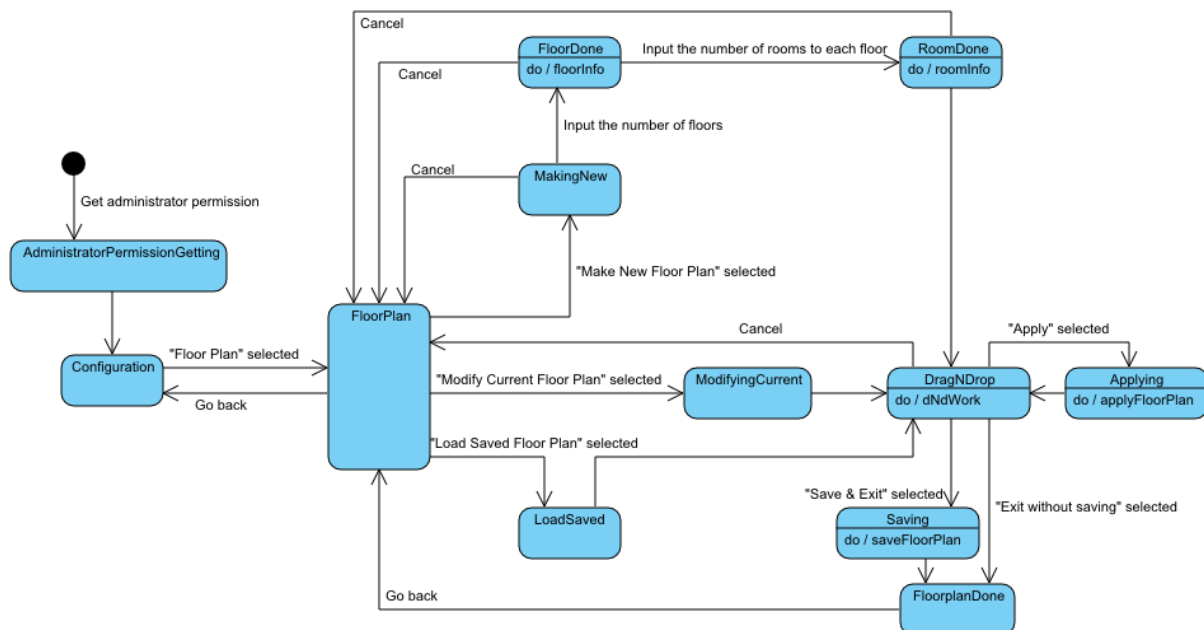 Cancel
FloorDone
do / floorInfo
Input the number of rooms to each floor
RoomDone
do / roomInfo
Cancel
Input the number of floors
Cancel
MakingNew
Get administrator permission
AdministratorPermissionGetting
"Make New Floor Plan" selected
FloorPlan
Cancel
"Apply" selected
"Floor Plan" selected
Configuration
"Modify Current Floor Plan" selected
ModifyingCurrent
DragNDrop
do / dNdWork
Applying
do / applyFloorPlan
Go back
"Load Saved Floor Plan" selected
"Save & Exit" selected
"Exit without saving" selected
LoadSaved
Saving
do / saveFloorPlan
Go back
FloorplanDone